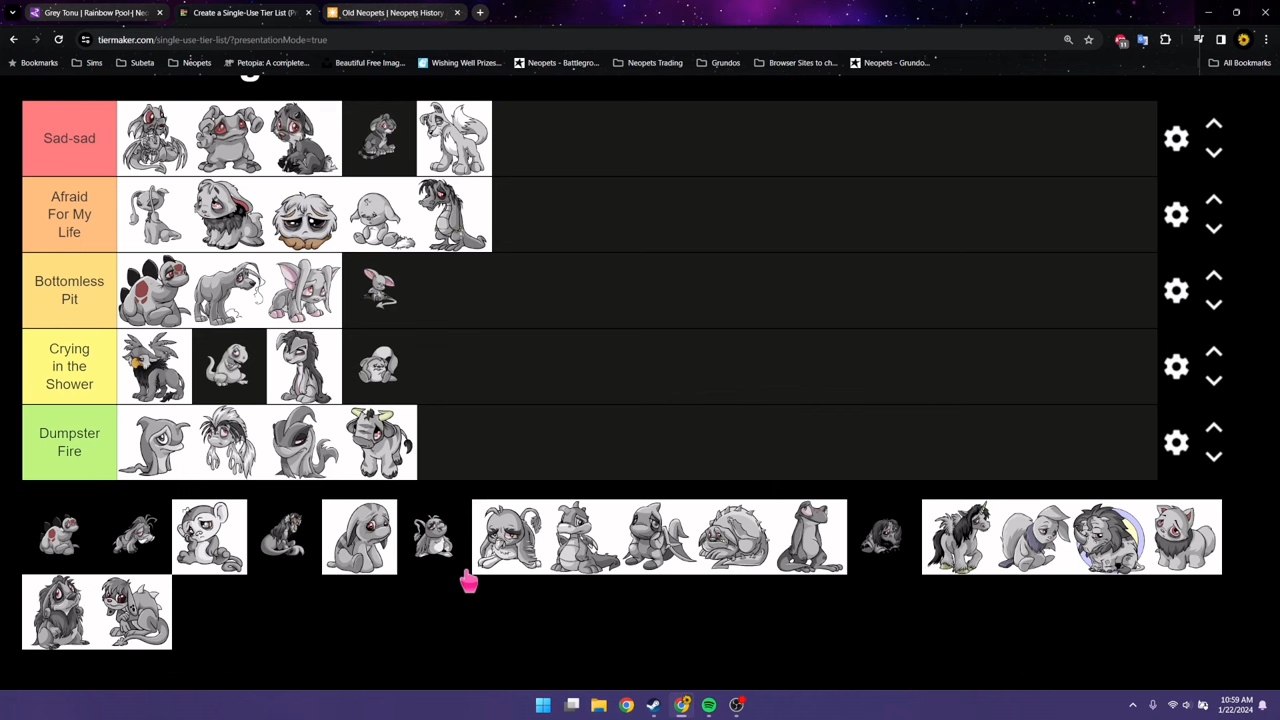 Grey Tonu | Rainbow Pool | Neo
Create a Single-Use Tier List (Pr
Old Neopets | Neopets History
tiermaker.com/single-use-tier-list/?presentationMode=true
11
Bookmarks
Sims
Subeta
Neopets
Petopia: A complete...
Beautiful Free Imag...
Wishing Well Prizes...
Neopets - Battlegro...
Neopets Trading
Grundos
Browser Sites to ch...
Neopets - Grundo...
All Bookmarks
Sad-sad
Afraid
For My
Life
Bottomless
Pit
Crying
in the
Shower
Dumpster
Fire
10:59 AM
1/22/2024